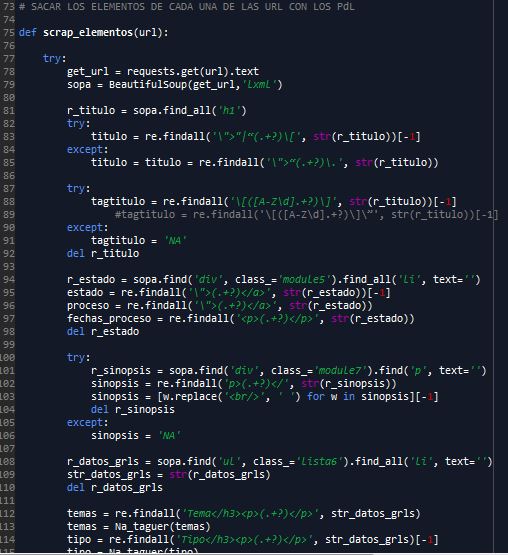 73 # SACAR LOS ELEMENTOS DE CADA UNA DE LAS URL CON LOS PdL
74
75 def scrap_elementos(url):
76
77     try:
78         get_url = requests.get(url).text
79         sopa = BeautifulSoup(get_url,'lxml')
80
81         r_titulo = sopa.find_all('h1')
82         try:
83             titulo = re.findall('\">"|~(.+?)\[', str(r_titulo))[-1]
84         except:
85             titulo = titulo = re.findall('\">~(.+?)\.', str(r_titulo))
86
87         try:
88             tagtitulo = re.findall('\[([A-Z\d].+?)\]', str(r_titulo))[-1]
89                 #tagtitulo = re.findall('\[([A-Z\d].+?)\]\~"', str(r_titulo))[-1]
90         except:
91             tagtitulo = 'NA'
92         del r_titulo
93
94         r_estado = sopa.find('div', class_='module5').find_all('li', text='')
95         estado = re.findall('\">(.+?)</a>', str(r_estado))[-1]
96         proceso = re.findall('\">(.+?)</a>', str(r_estado))
97         fechas_proceso = re.findall('<p>(.+?)</p>', str(r_estado))
98         del r_estado
99
100         try:
101             r_sinopsis = sopa.find('div', class_='module7').find('p', text='')
102             sinopsis = re.findall('p>(.+?)</', str(r_sinopsis))
103             sinopsis = [w.replace('<br/>', ' ') for w in sinopsis][-1]
104             del r_sinopsis
105         except:
106             sinopsis = 'NA'
107
108         r_datos_grls = sopa.find('ul', class_='lista6').find_all('li', text='')
109         str_datos_grls = str(r_datos_grls)
110         del r_datos_grls
111
112         temas = re.findall('Tema</h3><p>(.+?)</p>', str_datos_grls)
113         temas = Na_taguer(temas)
114         tipo = re.findall('Tipo</h3><p>(.+?)</p>', str_datos_grls)[-1]
115         tipo = Na_taguer(tipo)